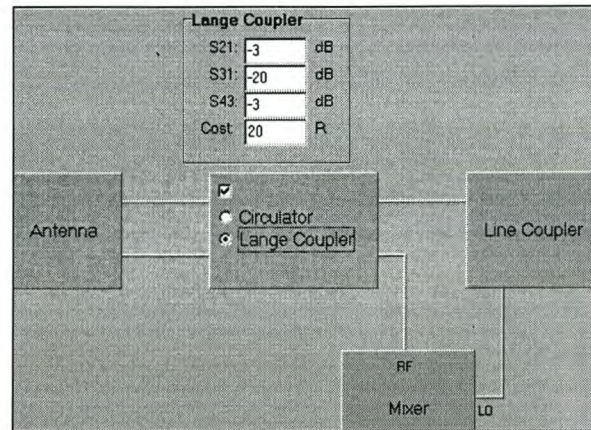 Lange Coupler
S21: -3 dB
S31: -20 dB
S43: -3 dB
Cost: 20 R
Antenna
Circulator
Lange Coupler
Line Coupler
RF
Mixer
LO